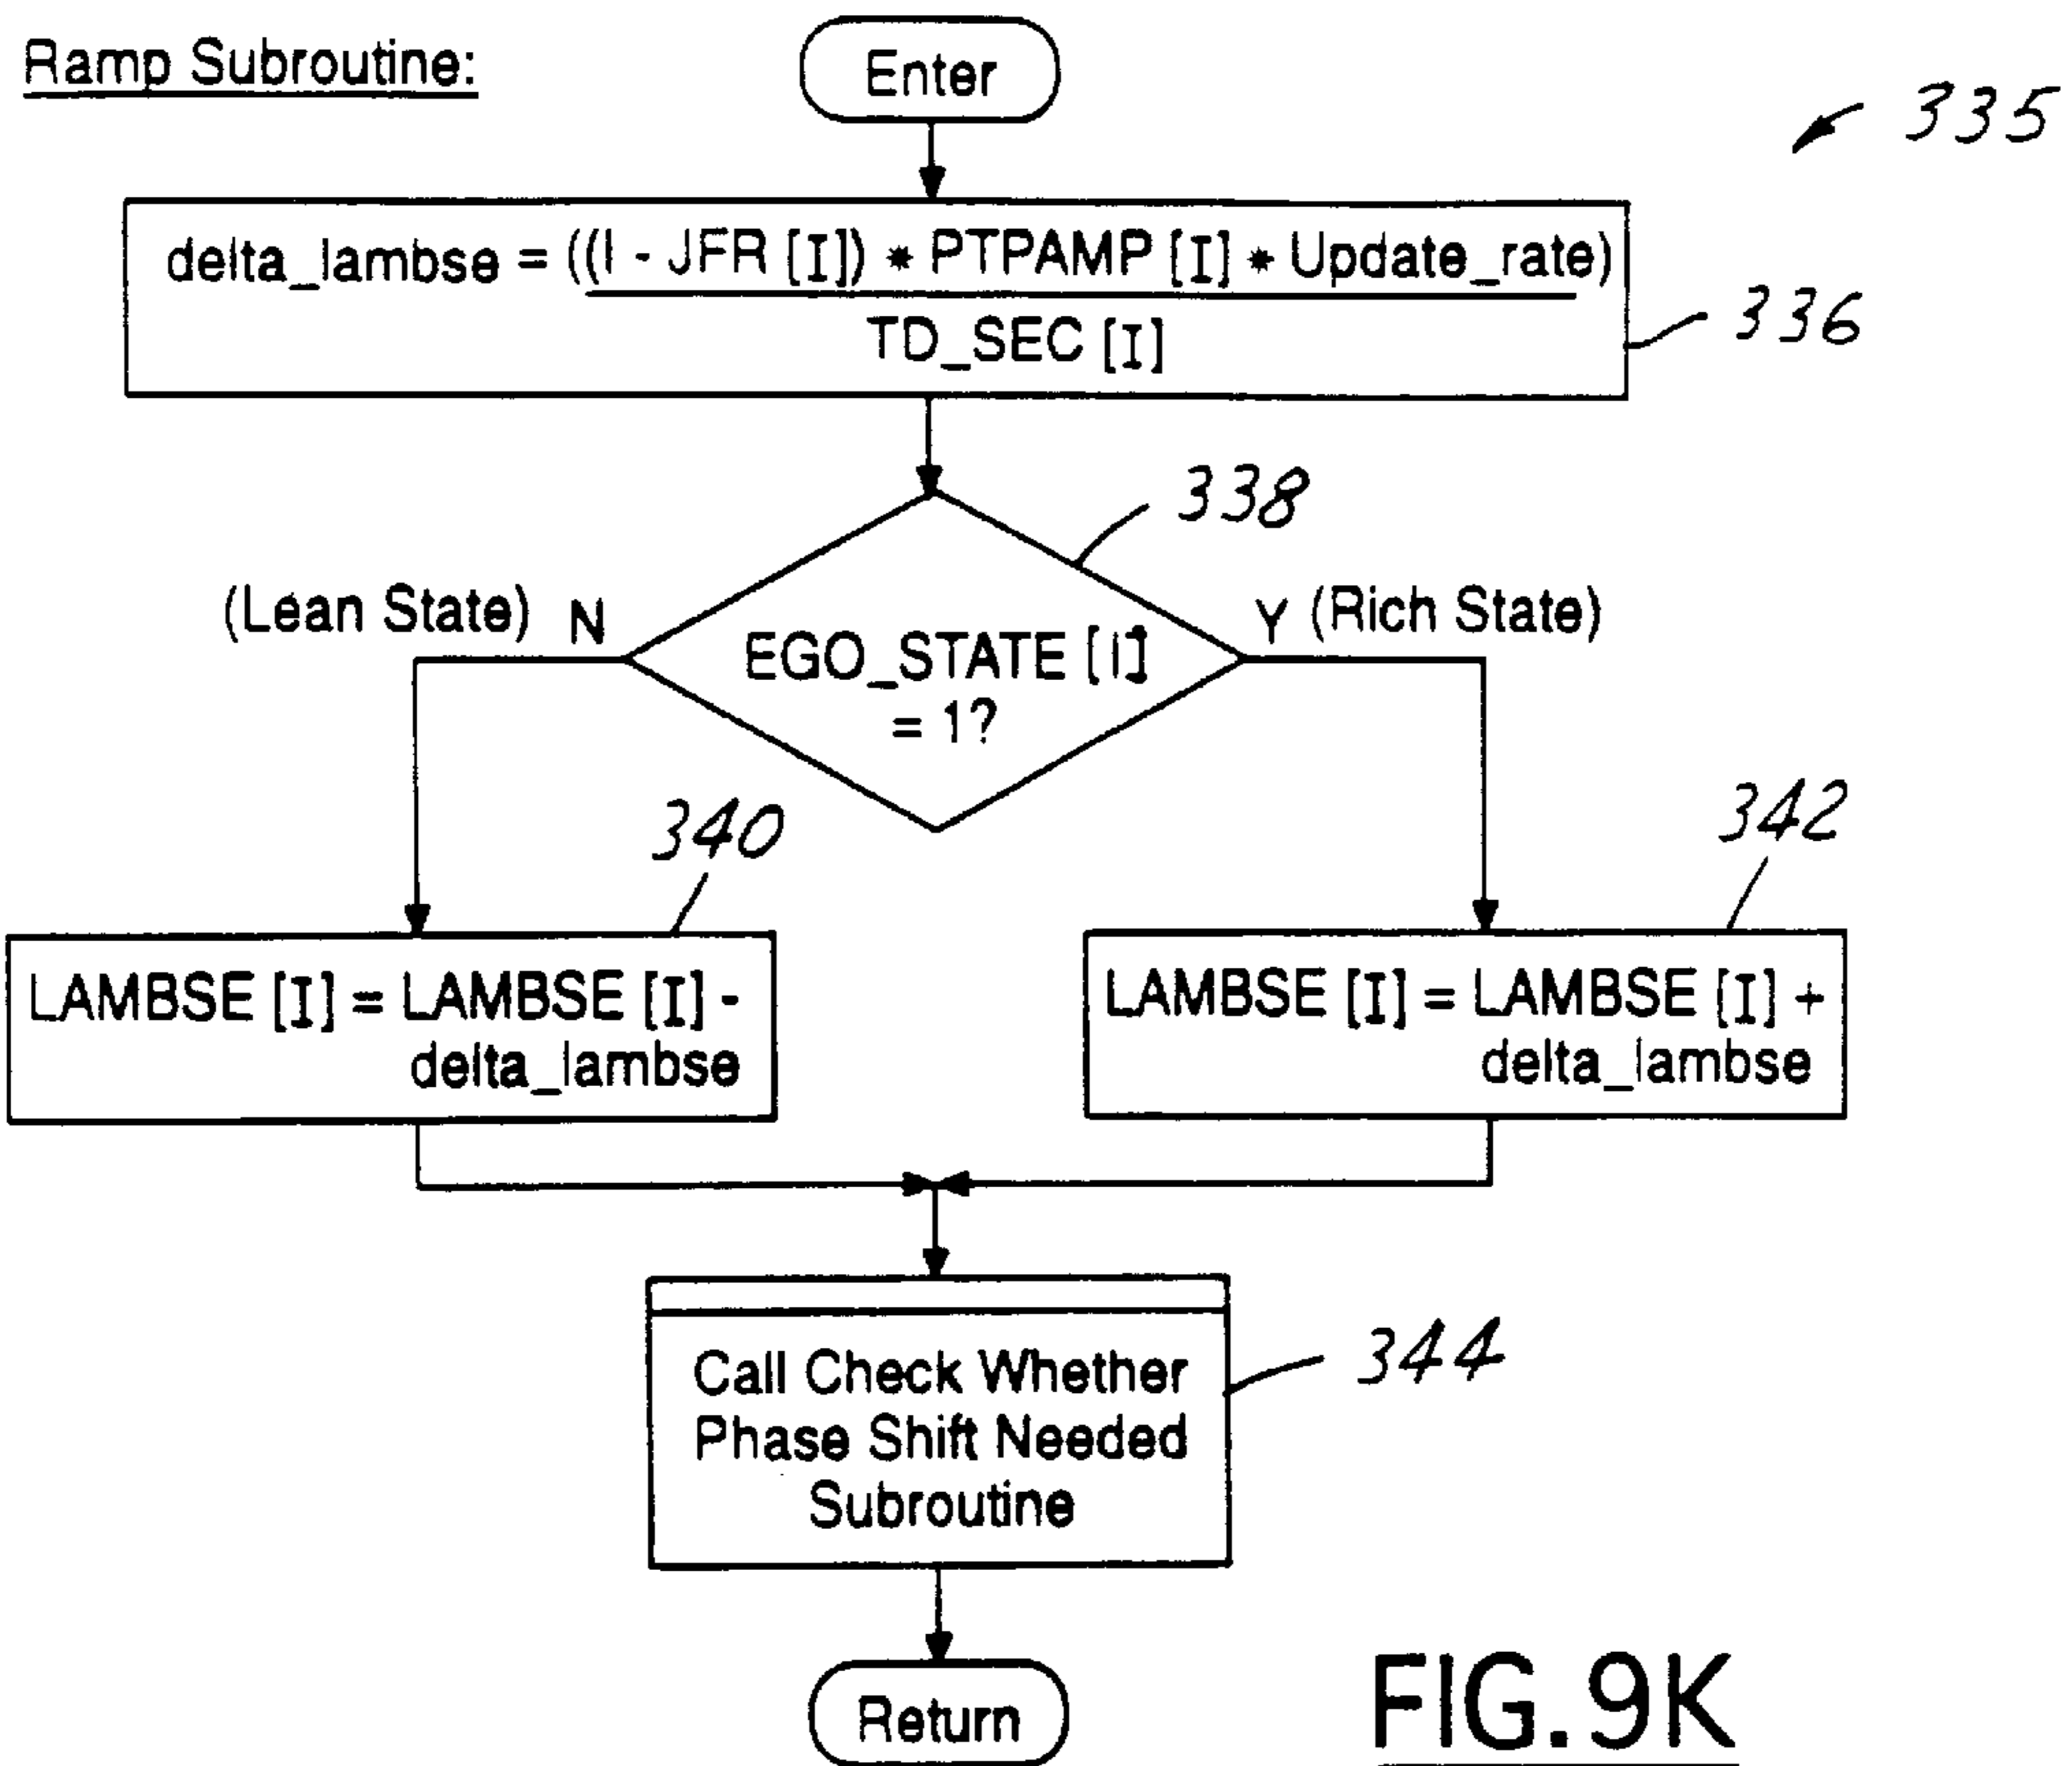 Ramp Subroutine:
Enter
335
delta_lambse = ((I - JFR [I]) * PTPAMP [I] * Update_rate)
TD_SEC [I]
336
338
(Lean State) N
Y (Rich State)
EGO_STATE [I]
= 1?
340
342
LAMBSE [I] = LAMBSE [I] -
delta_lambse
LAMBSE [I] = LAMBSE [I] +
delta_lambse
Call Check Whether
Phase Shift Needed
Subroutine
344
Return
FIG.9K